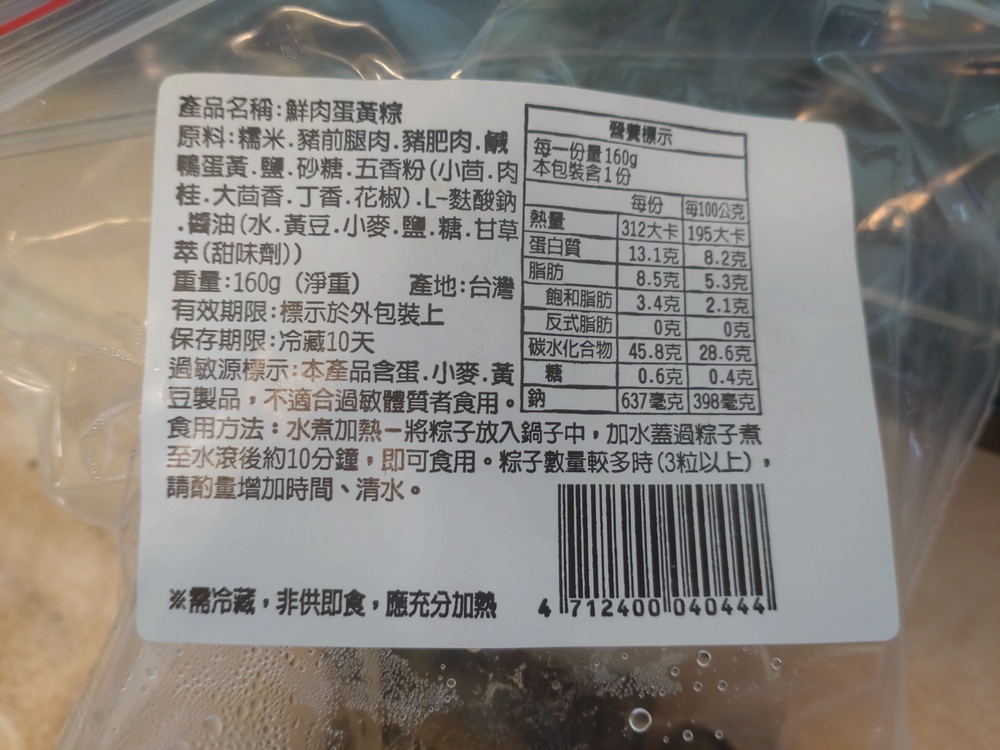 產品名稱:鮮肉蛋黃粽
原料:糯米.豬前腿肉.豬肥肉.鹹
鴨蛋黃.鹽.砂糖.五香粉(小茴.肉
桂.大茴香.丁香.花椒).L-麩酸鈉
.醬油(水.黃豆.小麥.鹽.糖.甘草
萃(甜味劑))
重量:160g (淨重) 產地:台灣
有效期限:標示於外包裝上
保存期限:冷藏10天
過敏源標示:本產品含蛋.小麥.黃
豆製品，不適合過敏體質者食用。
食用方法：水煮加熱－將粽子放入鍋子中，加水蓋過粽子煮
至水滾後約10分鐘，即可食用。粽子數量較多時(3粒以上)，
請酌量增加時間、清水。
※需冷藏，非供即食，應充分加熱
營養標示
每一份量160g
本包裝含1份
每份 每100公克
熱量 312大卡 195大卡
蛋白質 13.1克 8.2克
脂肪 8.5克 5.3克
飽和脂肪 3.4克 2.1克
反式脂肪 0克 0克
碳水化合物 45.8克 28.6克
糖 0.6克 0.4克
鈉 637毫克 398毫克
4 712400 040444